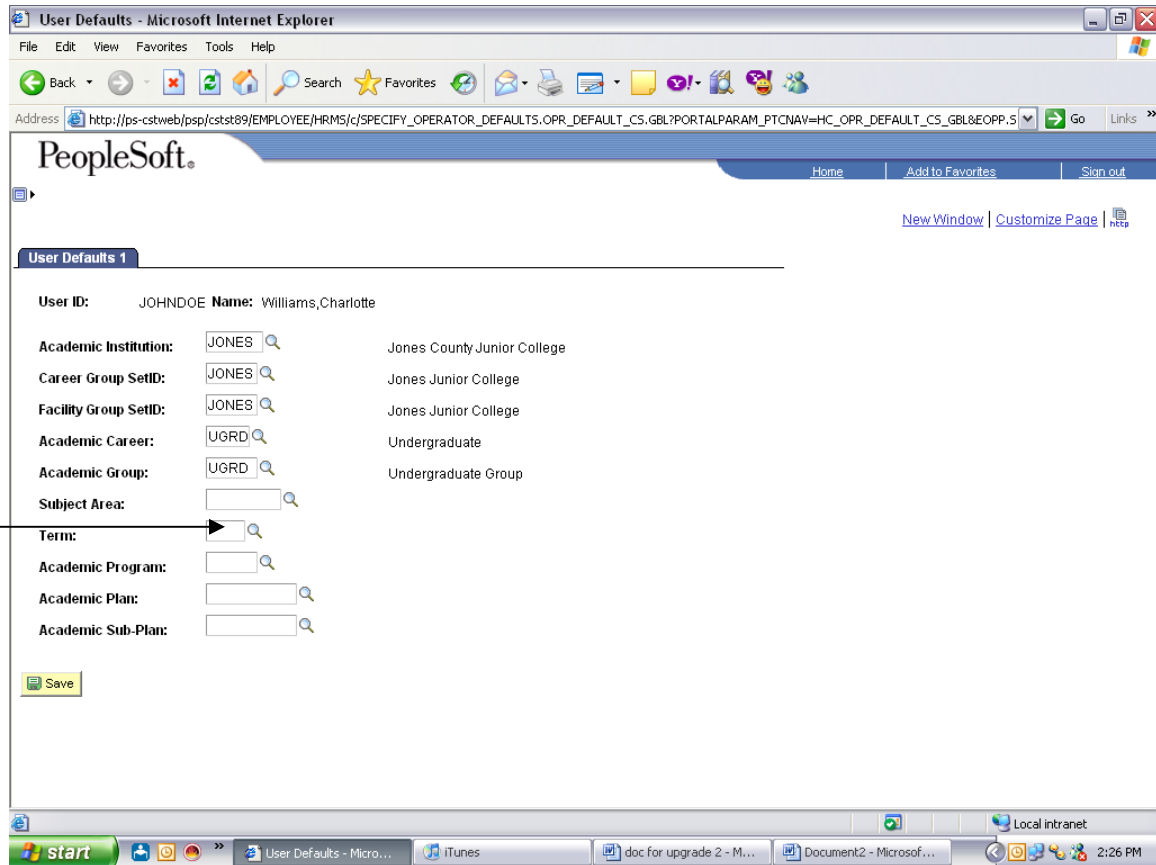 User Defaults - Microsoft Internet Explorer
File Edit View Favorites Tools Help
Back Search Favorites
Address http://ps-cstweb/psp/cstst89/EMPLOYEE/HRMS/c/SPECIFY_OPERATOR_DEFAULTS.OPR_DEFAULT_CS.GBL?PORTALPARAM_PTCNAV=HC_OPR_DEFAULT_CS_GBL&EOPP.S Go Links »
PeopleSoft®
Home Add to Favorites Sign out
New Window | Customize Page | http
User Defaults 1
User ID: JOHNDOE Name: Williams,Charlotte
Academic Institution: JONES Jones County Junior College
Career Group SetID: JONES Jones Junior College
Facility Group SetID: JONES Jones Junior College
Academic Career: UGRD Undergraduate
Academic Group: UGRD Undergraduate Group
Subject Area:
Term:
Academic Program:
Academic Plan:
Academic Sub-Plan:
Save
Local intranet
start » User Defaults - Micro... iTunes doc for upgrade 2 - M... Document2 - Microsof... 2:26 PM